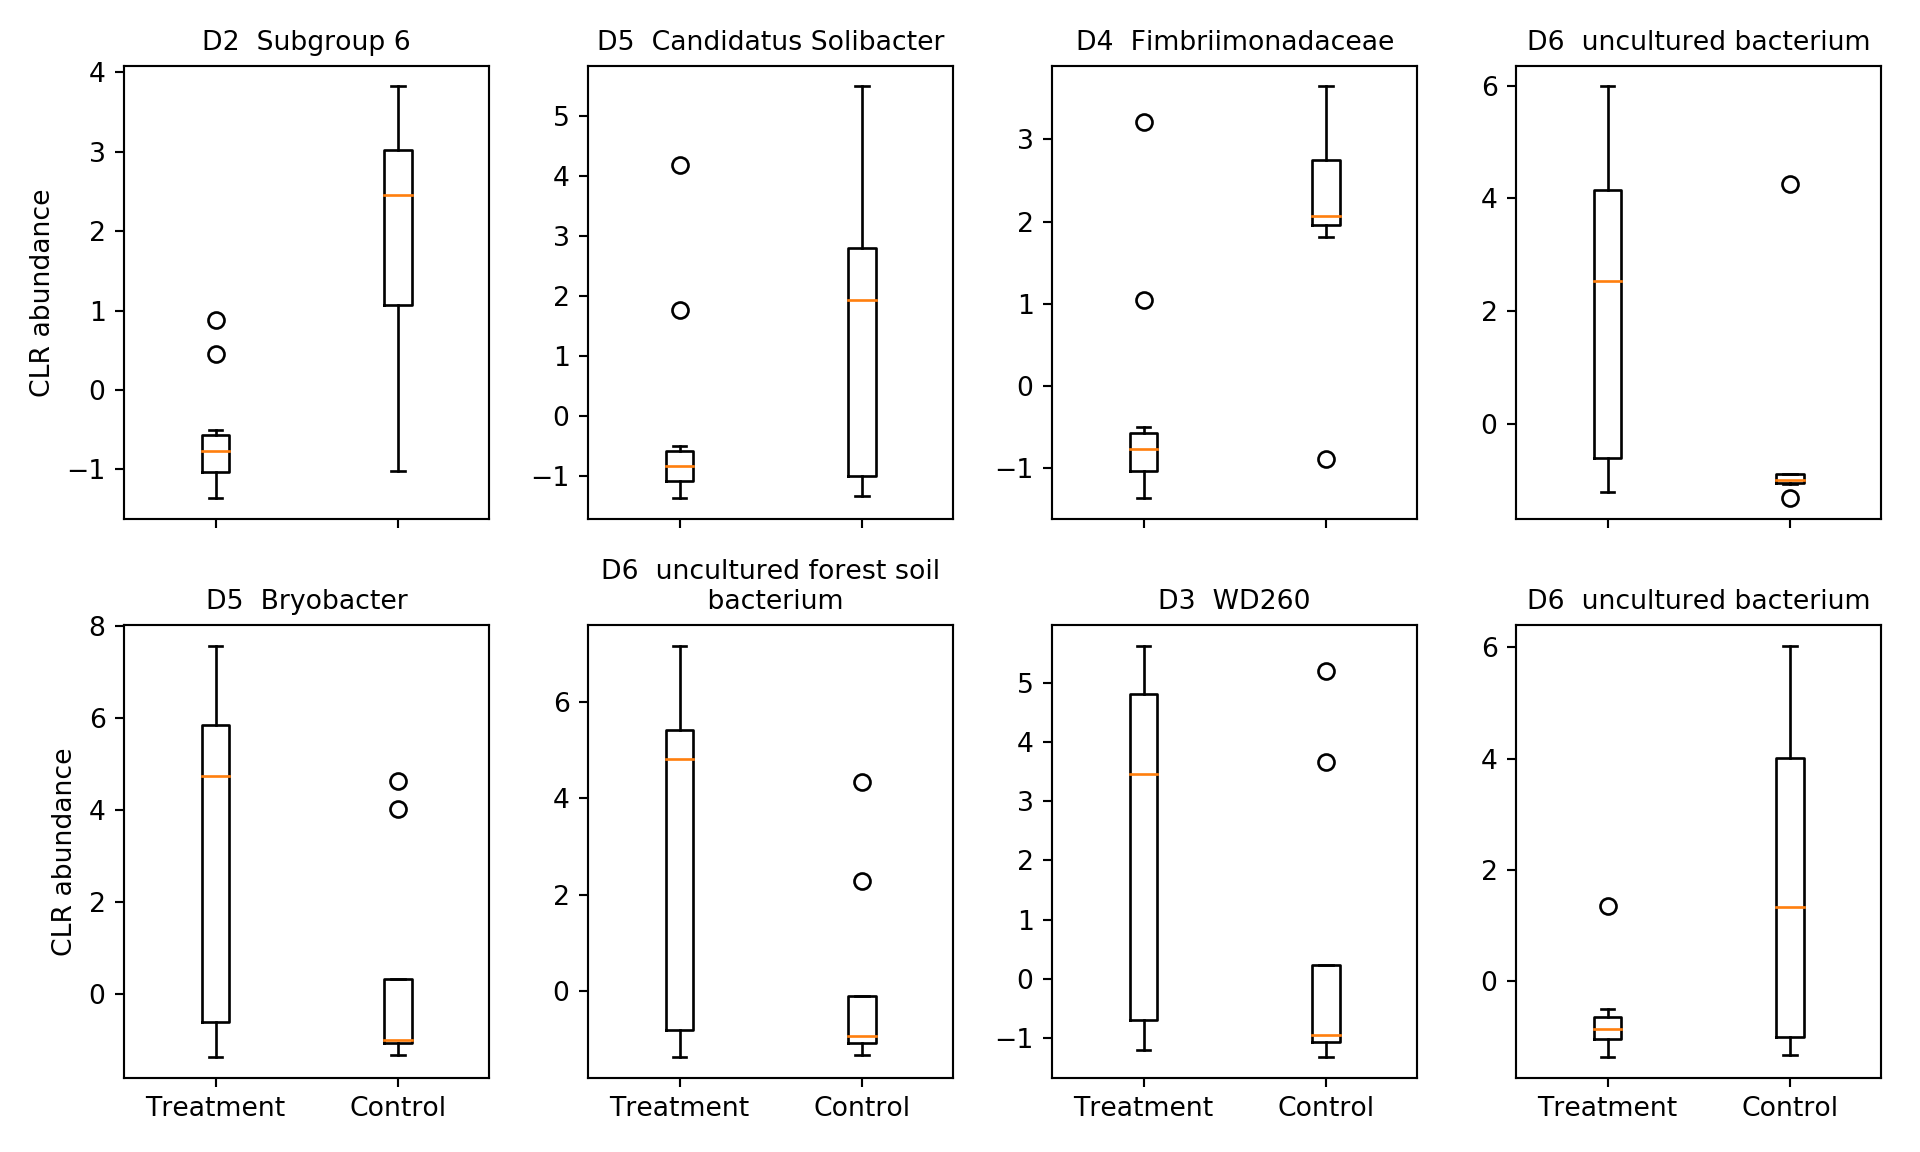 D2  Subgroup 6
D5  Candidatus Solibacter
D4  Fimbriimonadaceae
D6  uncultured bacterium
CLR abundance
4
3
2
1
0
−1
5
4
3
2
1
0
−1
3
2
1
0
−1
6
4
2
0
D5  Bryobacter
D6  uncultured forest soil
bacterium
D3  WD260
D6  uncultured bacterium
CLR abundance
8
6
4
2
0
6
4
2
0
5
4
3
2
1
0
−1
6
4
2
0
Treatment
Control
Treatment
Control
Treatment
Control
Treatment
Control